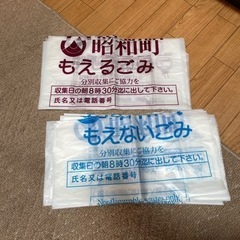 昭和町
もえるごみ
分別収集にご協力を
収集日の朝8時30分迄に出して下さい。
氏名又は電話番号
もえないごみ
分別収集にご協力を
収集日の朝8時30分迄に出して下さい。
氏名又は電話番号